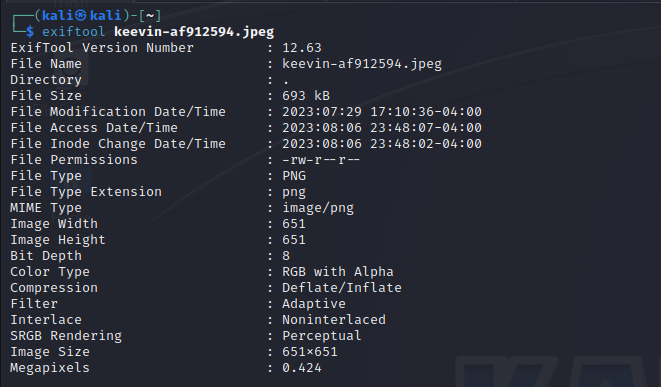 ┌──(kali㉿kali)-[~]
└─$ exiftool keevin-af912594.jpeg
ExifTool Version Number : 12.63
File Name : keevin-af912594.jpeg
Directory : .
File Size : 693 kB
File Modification Date/Time : 2023:07:29 17:10:36-04:00
File Access Date/Time : 2023:08:06 23:48:07-04:00
File Inode Change Date/Time : 2023:08:06 23:48:02-04:00
File Permissions : -rw-r--r--
File Type : PNG
File Type Extension : png
MIME Type : image/png
Image Width : 651
Image Height : 651
Bit Depth : 8
Color Type : RGB with Alpha
Compression : Deflate/Inflate
Filter : Adaptive
Interlace : Noninterlaced
SRGB Rendering : Perceptual
Image Size : 651×651
Megapixels : 0.424